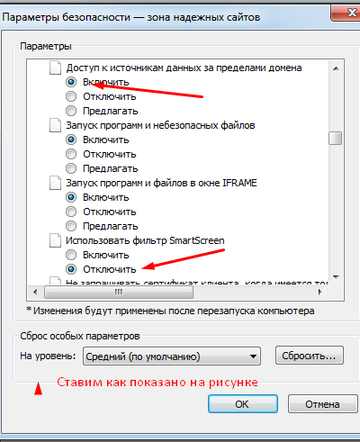 Параметры безопасности — зона надежных сайтов
Параметры
Доступ к источникам данных за пределами домена
Включить
Отключить
Предлагать
Запуск программ и небезопасных файлов
Включить
Отключить
Предлагать
Запуск программ и файлов в окне IFRAME
Включить
Отключить
Предлагать
Использовать фильтр SmartScreen
Включить
Отключить
Не запрашивать сертификат клиента, когда имеется тол
* Изменения будут применены после перезапуска компьютера
Сброс особых параметров
На уровень: Средний (по умолчанию) Сбросить...
Ставим как показано на рисунке
ОК Отмена